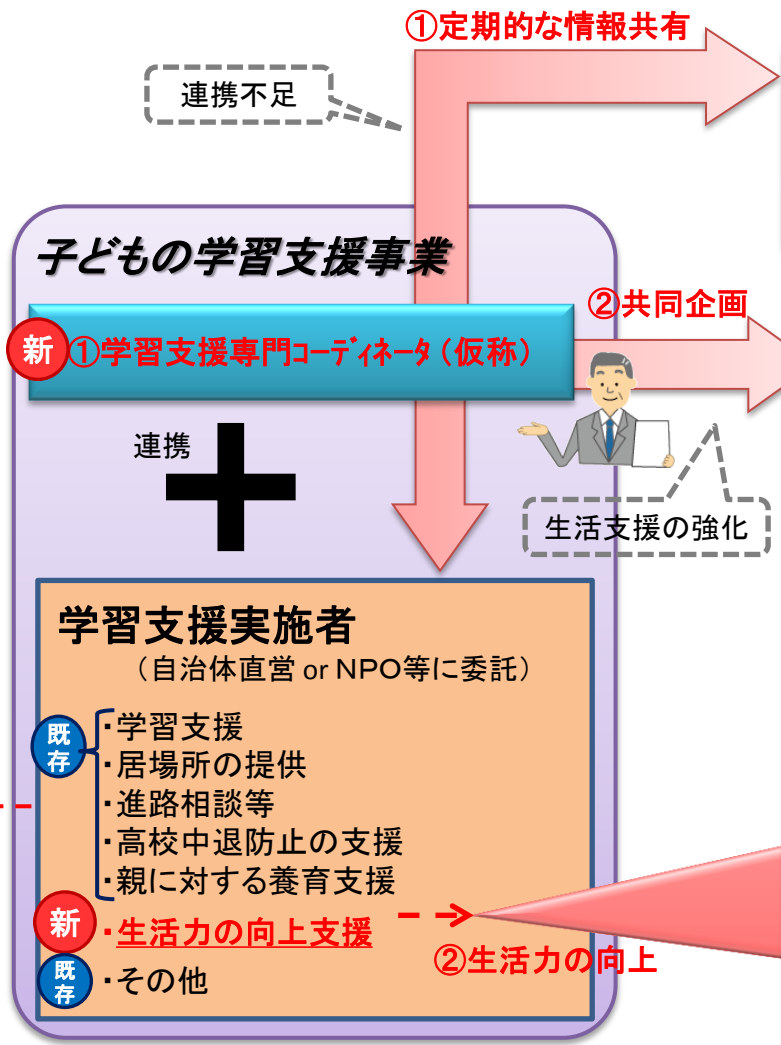 ①定期的な情報共有
連携不足
子どもの学習支援事業
②共同企画
新
①学習支援専門コーディネータ（仮称）
連携
生活支援の強化
学習支援実施者
（自治体直営 or NPO等に委託）
既存
・学習支援
・居場所の提供
・進路相談等
・高校中退防止の支援
・親に対する養育支援
新
・生活力の向上支援
②生活力の向上
既存
・その他